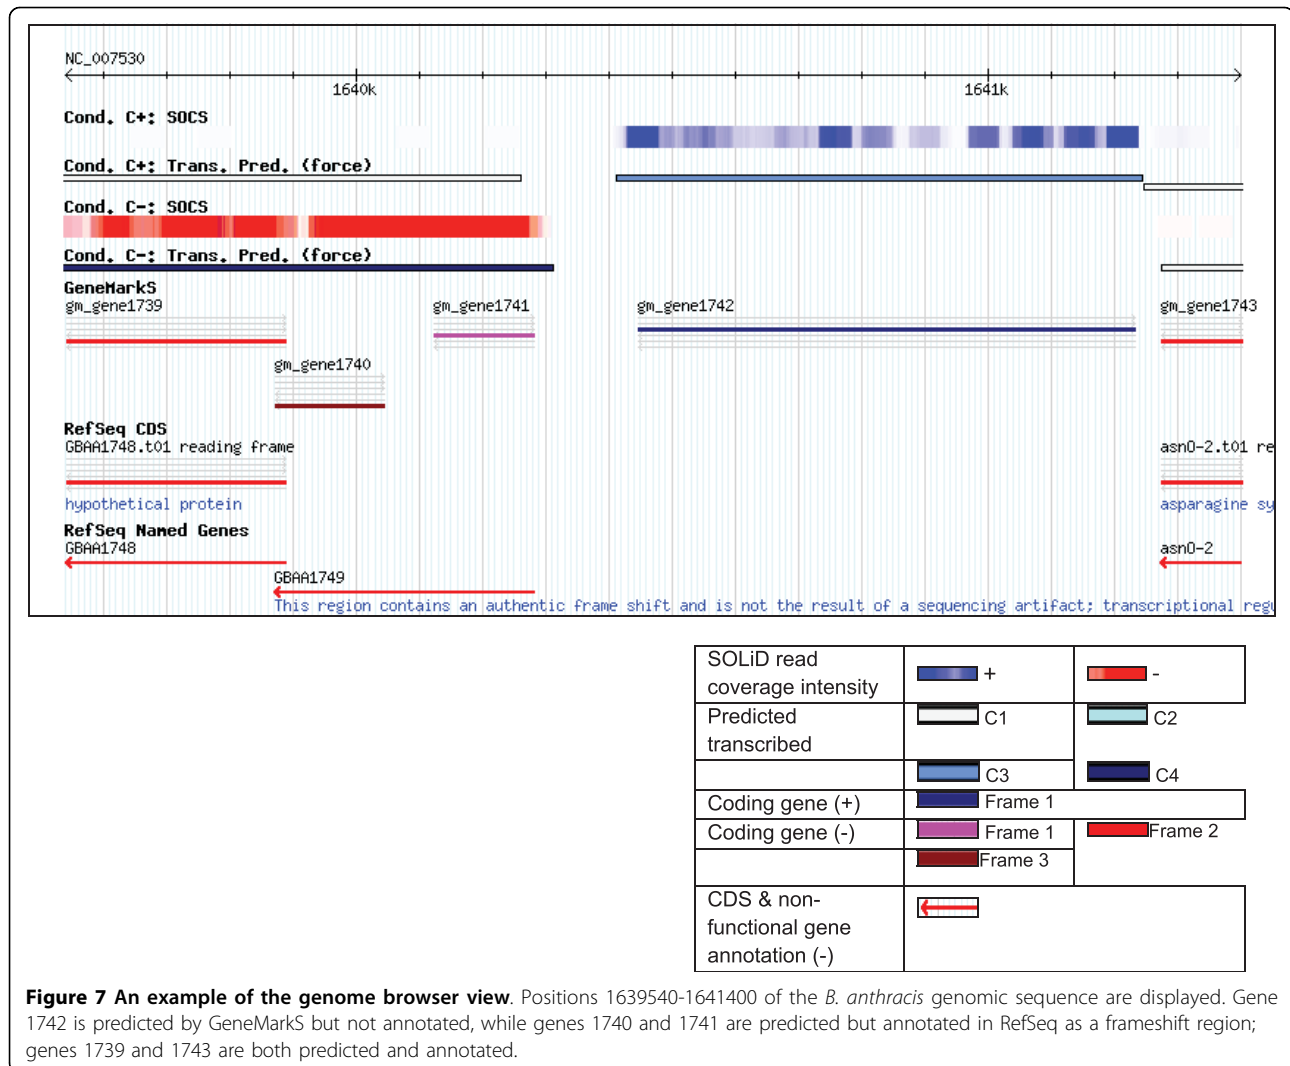 NC_007530
1640k 1641k
Cond. C+: SOCS
Cond. C+: Trans. Pred. (force)
Cond. C-: SOCS
Cond. C-: Trans. Pred. (force)
GeneMarkS
gm_gene1739 gm_gene1741 gm_gene1742 gm_gene1743
gm_gene1740
RefSeq CDS
GBAA1748.t01 reading frame asnO-2.t01 re
hypothetical protein asparagine sy
RefSeq Named Genes
GBAA1748 asnO-2
GBAA1749
This region contains an authentic frame shift and is not the result of a sequencing artifact; transcriptional regu
SOLiD read + -
coverage intensity
Predicted C1 C2
transcribed
C3 C4
Coding gene (+) Frame 1
Coding gene (-) Frame 1 Frame 2
Frame 3
CDS & non-
functional gene
annotation (-)
Figure 7 An example of the genome browser view. Positions 1639540-1641400 of the B. anthracis genomic sequence are displayed. Gene
1742 is predicted by GeneMarkS but not annotated, while genes 1740 and 1741 are predicted but annotated in RefSeq as a frameshift region;
genes 1739 and 1743 are both predicted and annotated.